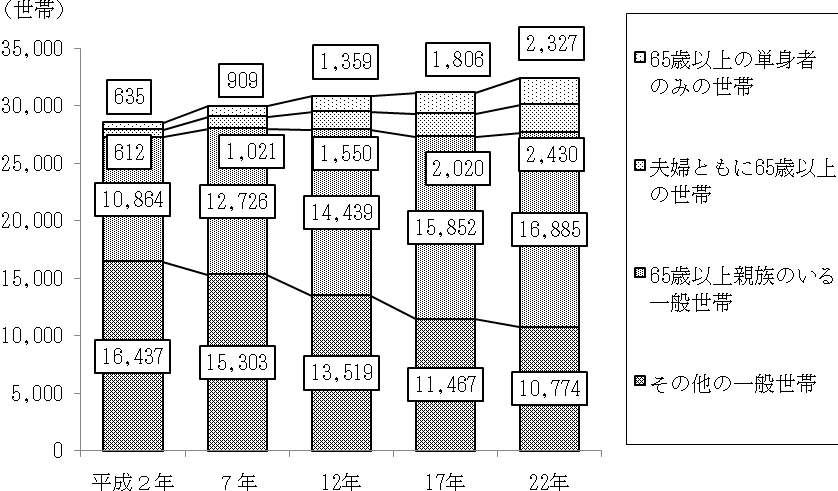 （世帯）
35,000
30,000
25,000
20,000
15,000
10,000
5,000
0
635
909
1,359
1,806
2,327
612
1,021
1,550
2,020
2,430
10,864
12,726
14,439
15,852
16,885
16,437
15,303
13,519
11,467
10,774
平成２年
７年
12年
17年
22年
65歳以上の単身者
のみの世帯
夫婦ともに65歳以上
の世帯
65歳以上親族のいる
一般世帯
その他の一般世帯